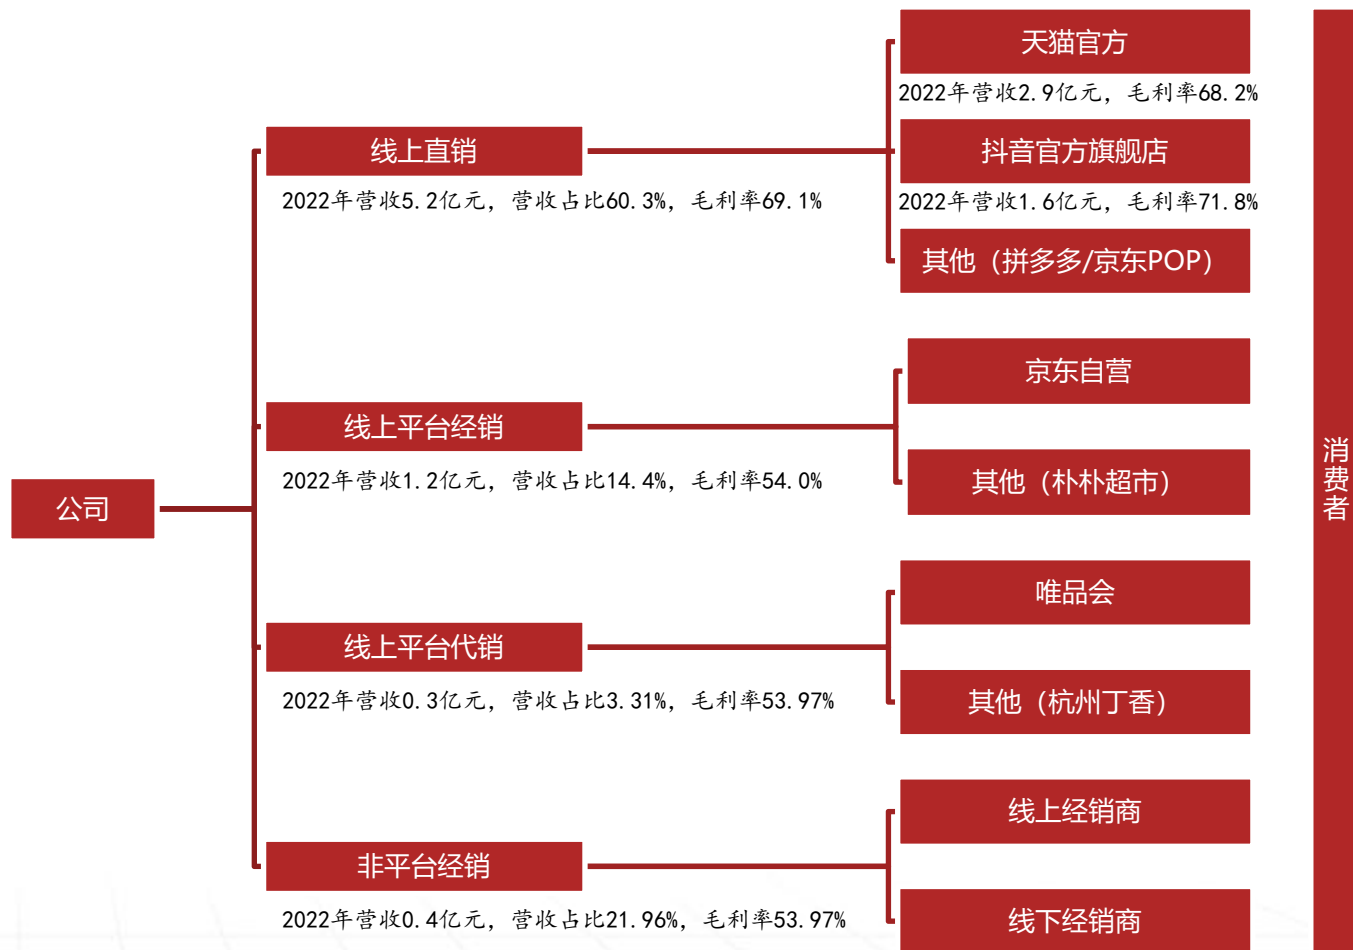 公司
线上直销
2022年营收5.2亿元，营收占比60.3%，毛利率69.1%
天猫官方
2022年营收2.9亿元，毛利率68.2%
抖音官方旗舰店
2022年营收1.6亿元，毛利率71.8%
其他（拼多多/京东POP）
线上平台经销
2022年营收1.2亿元，营收占比14.4%，毛利率54.0%
京东自营
其他（朴朴超市）
线上平台代销
2022年营收0.3亿元，营收占比3.31%，毛利率53.97%
唯品会
其他（杭州丁香）
非平台经销
2022年营收0.4亿元，营收占比21.96%，毛利率53.97%
线上经销商
线下经销商
消费者